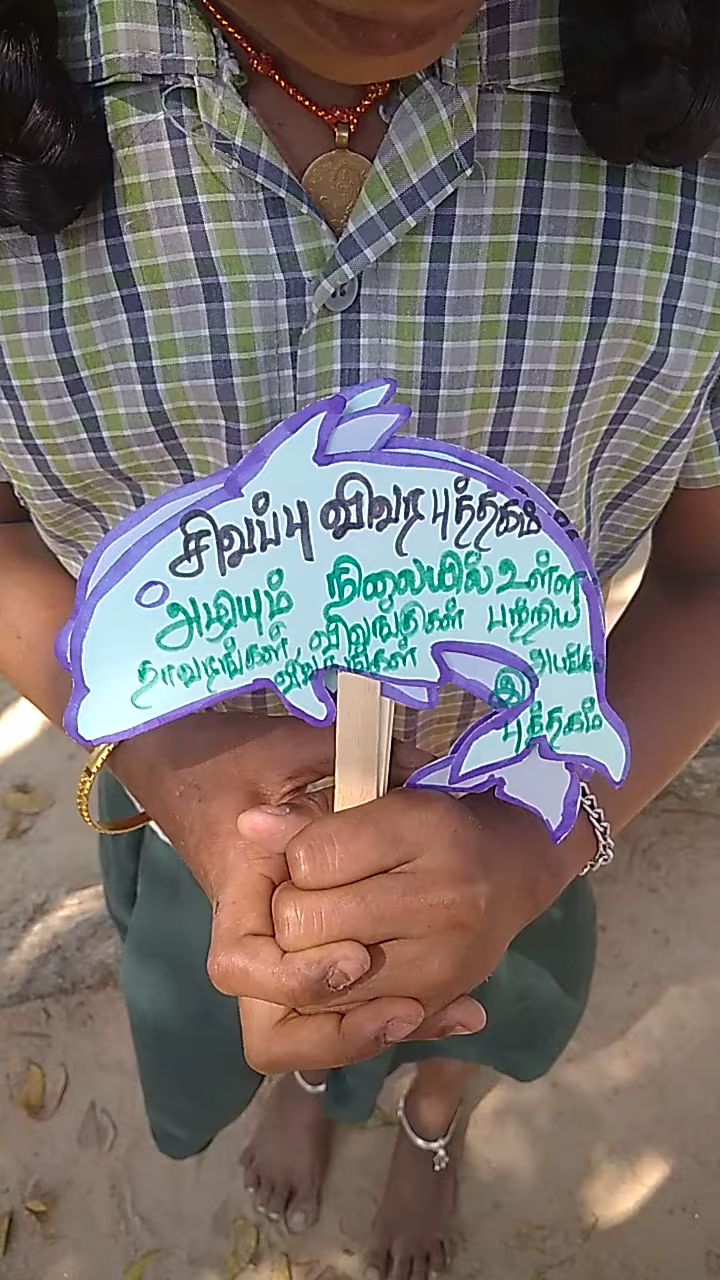 சிவப்பு விவர புத்தகம்
அழியும் நிலையில் உள்ள
தாவரங்கள், விலங்குகள் பற்றிய
புத்தகம்